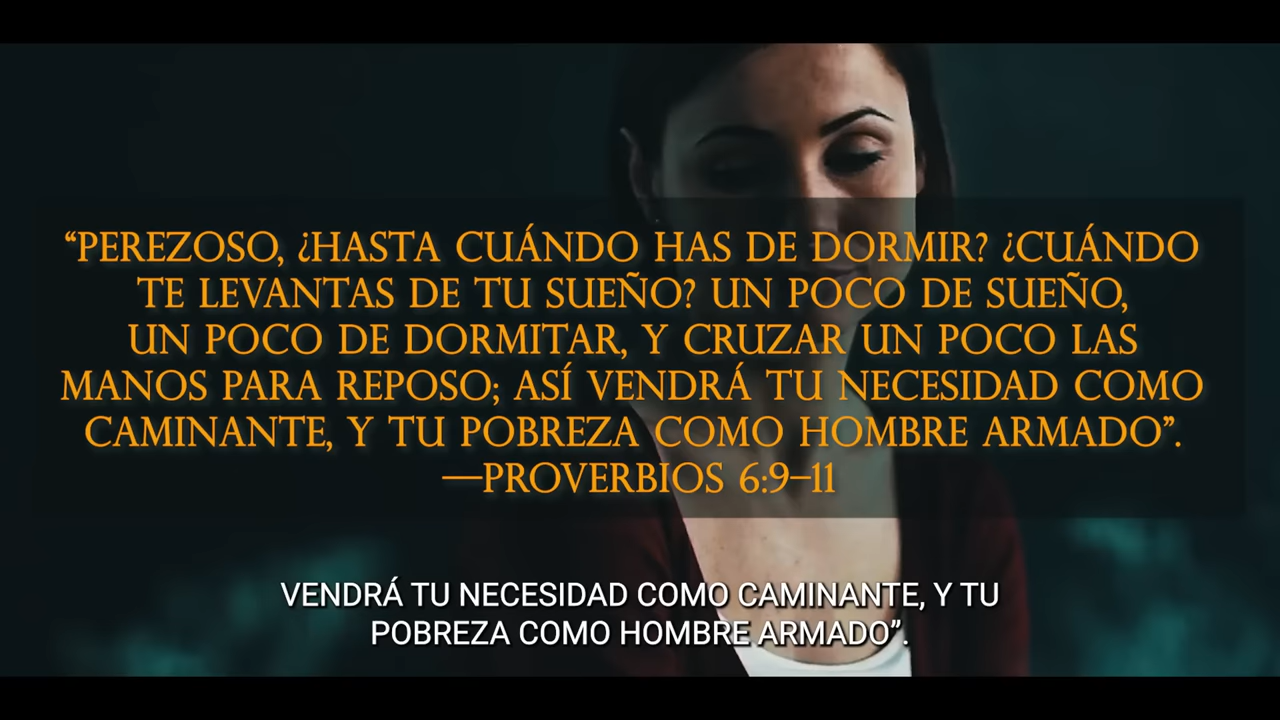 “PEREZOSO, ¿HASTA CUÁNDO HAS DE DORMIR? ¿CUÁNDO
TE LEVANTAS DE TU SUEÑO? UN POCO DE SUEÑO,
UN POCO DE DORMITAR, Y CRUZAR UN POCO LAS
MANOS PARA REPOSO; ASÍ VENDRÁ TU NECESIDAD COMO
CAMINANTE, Y TU POBREZA COMO HOMBRE ARMADO”.
—PROVERBIOS 6:9–11
VENDRÁ TU NECESIDAD COMO CAMINANTE, Y TU
POBREZA COMO HOMBRE ARMADO”.